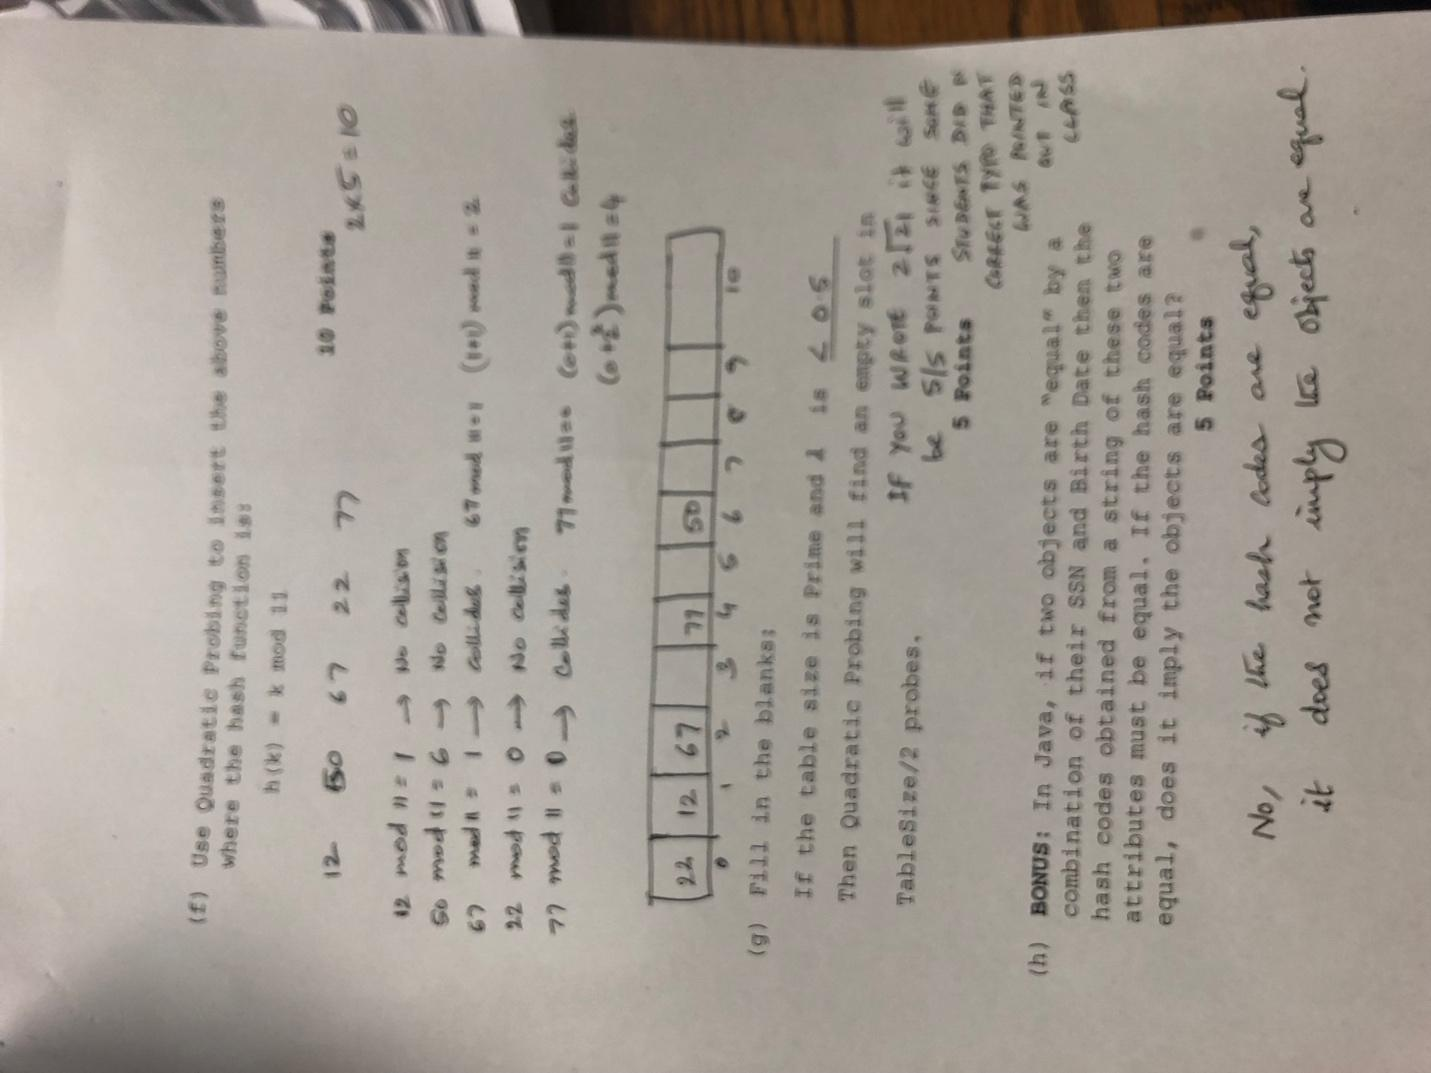 (f) Use Quadratic Probing to insert the above numbers
where the hash function is:
h(k) = k mod 11
10 Points
2x5=10
12 50 67 22 77
12 mod 11 = 1 → No collision
50 mod 11 = 6 → No collision
67 mod 11 = 1 → Collides. 67 mod 11 = 1 (1+1) mod 11 = 2
22 mod 11 = 0 → No collision
77 mod 11 = 0 → Collides. 77 mod 11 = 0 (0+1) mod 11 = 1 Collides
(0+2²) mod 11 = 4
22 12 67 77 50
0 1 2 3 4 5 6 7 8 9 10
(g) Fill in the blanks:
If the table size is Prime and λ is < 0.5
Then Quadratic Probing will find an empty slot in
TableSize/2 probes.
IF YOU WROTE it will
be 5/5 POINTS SINCE SOME
5 Points
STUDENTS DID
CORRECT TYPO THAT
WAS POINTED
OUT IN
CLASS
(h) BONUS: In Java, if two objects are "equal" by a
combination of their SSN and Birth Date then the
hash codes obtained from a string of these two
attributes must be equal. If the hash codes are
equal, does it imply the objects are equal?
5 Points
No, if the hash codes are equal,
it does not imply the objects are equal.